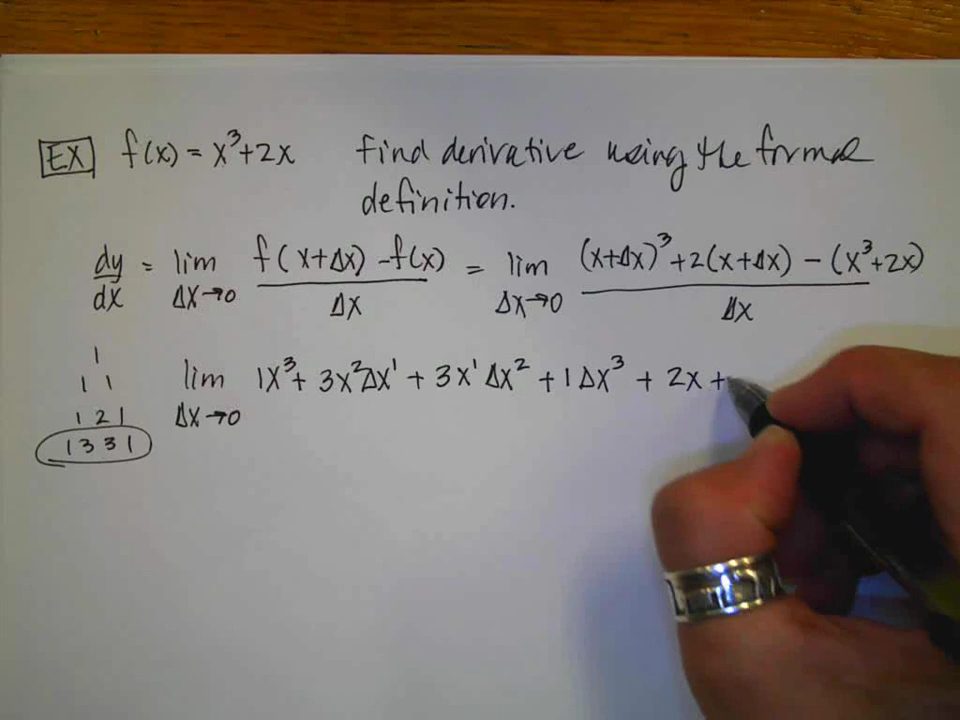 EX f(x) = x³+2x find derivative using the formal
definition.
dy/dx = lim Δx→0 (f(x+Δx) -f(x))/Δx = lim Δx→0 ((x+Δx)³+2(x+Δx) - (x³+2x))/Δx
1
1 1
1 2 1
1 3 3 1
lim Δx→0 1x³+ 3x²Δx¹ + 3x¹Δx² + 1Δx³ + 2x +